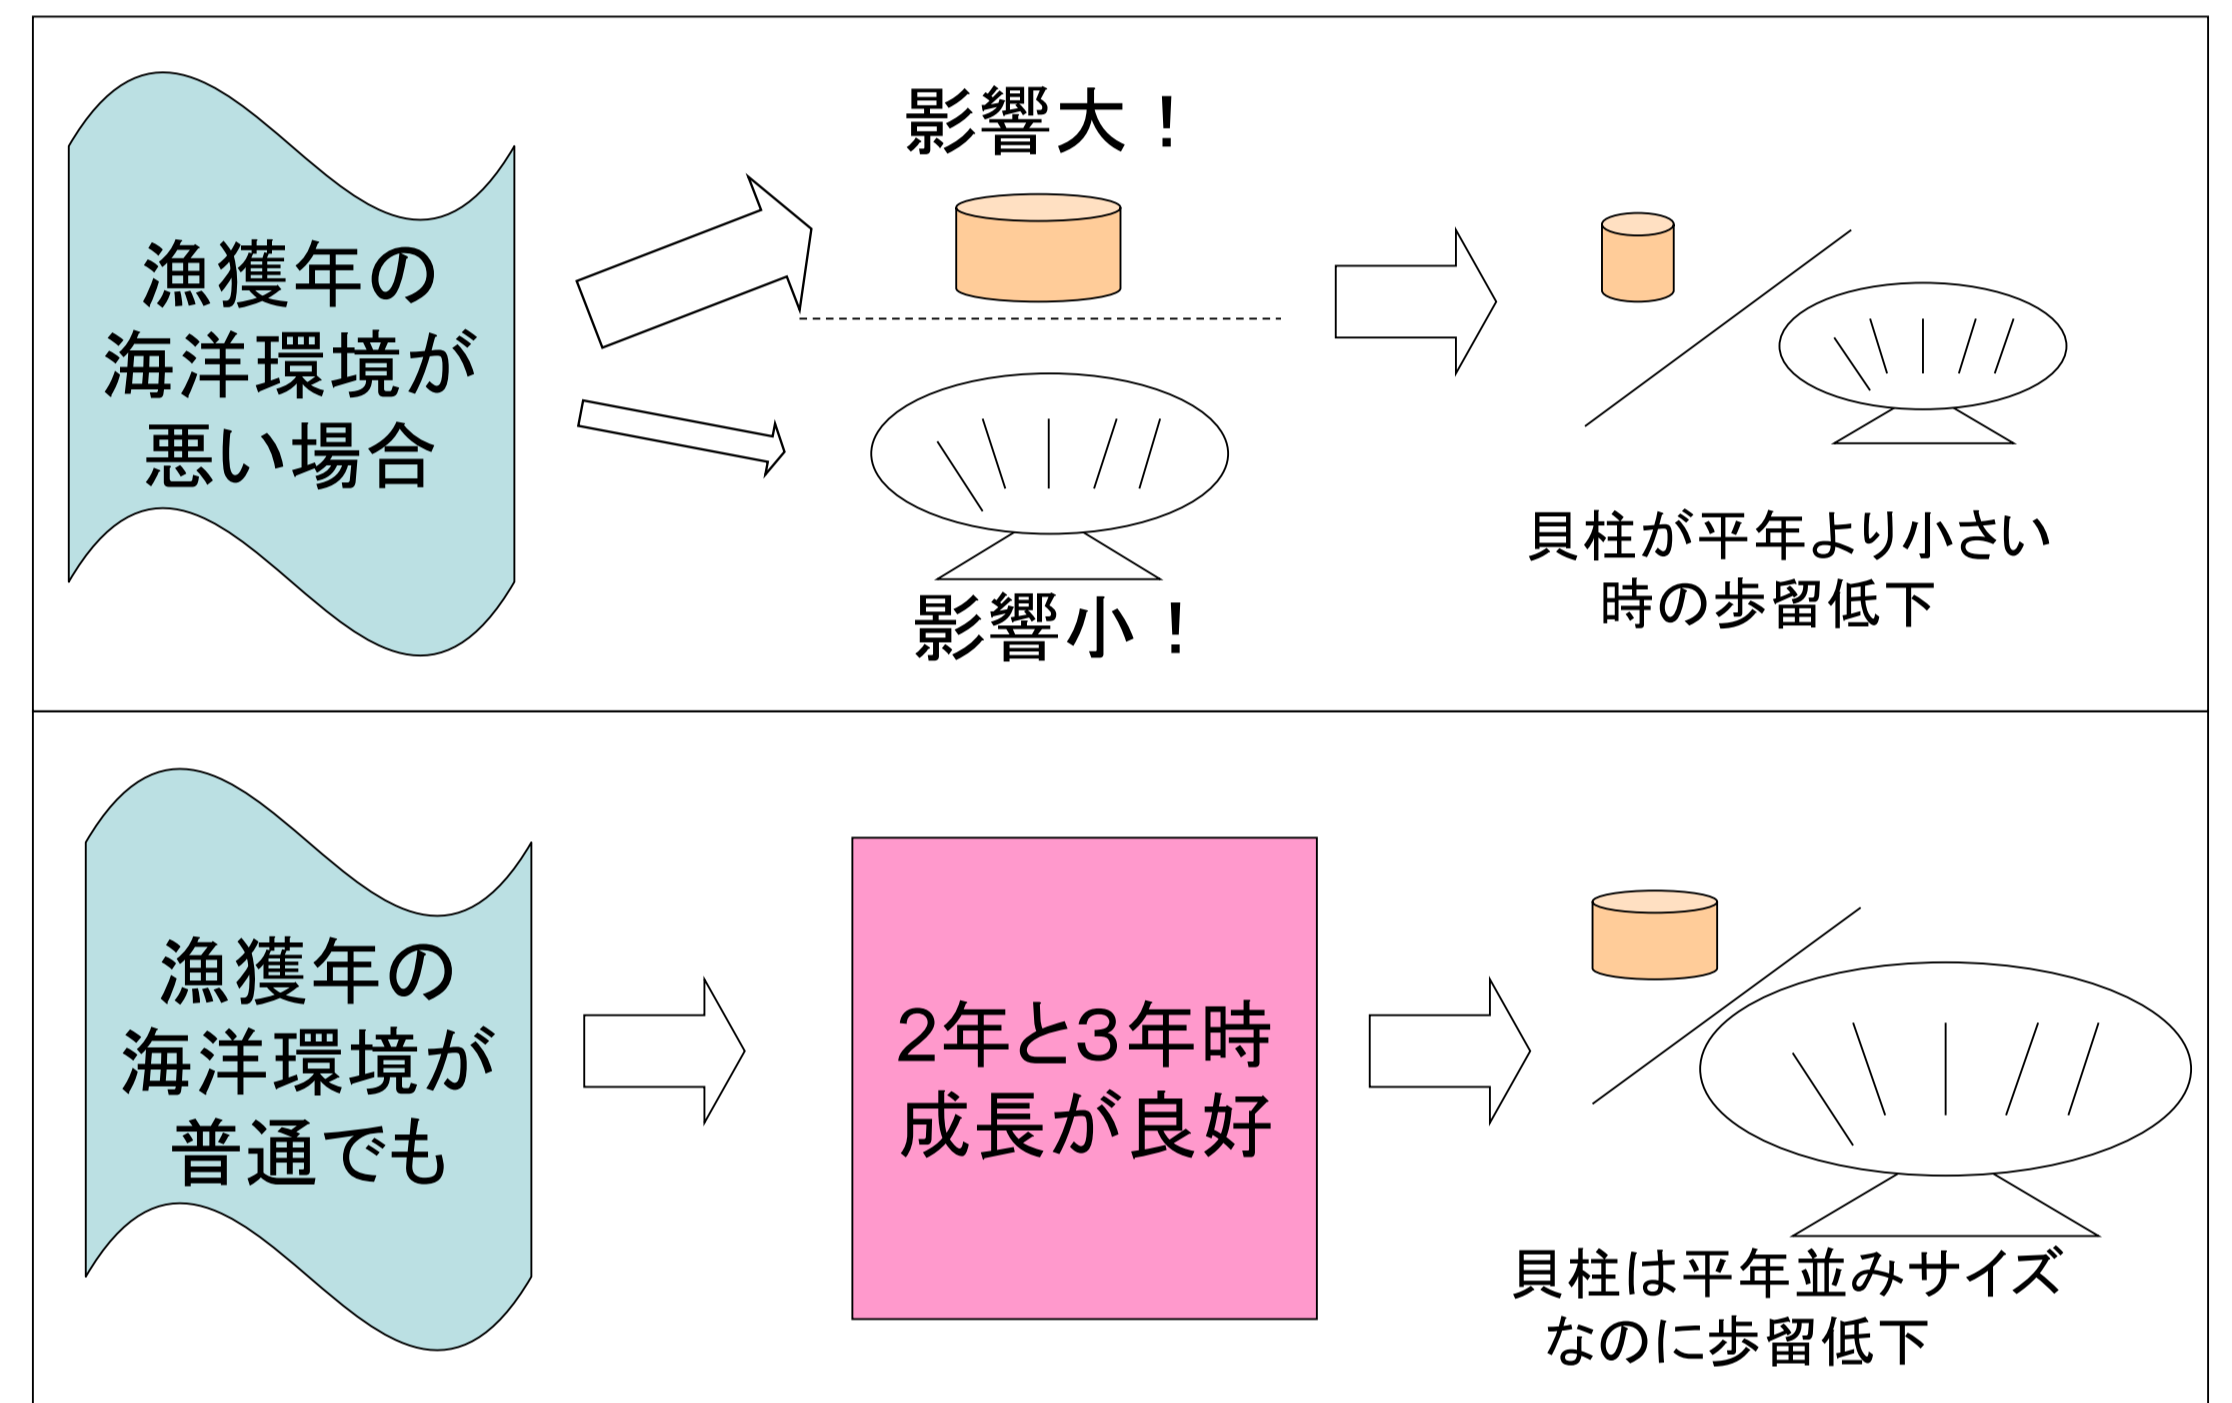 漁獲年の
海洋環境が
悪い場合
影響大！
影響小！
貝柱が平年より小さい
時の歩留低下
漁獲年の
海洋環境が
普通でも
２年と３年時
成長が良好
貝柱は平年並みサイズ
なのに歩留低下